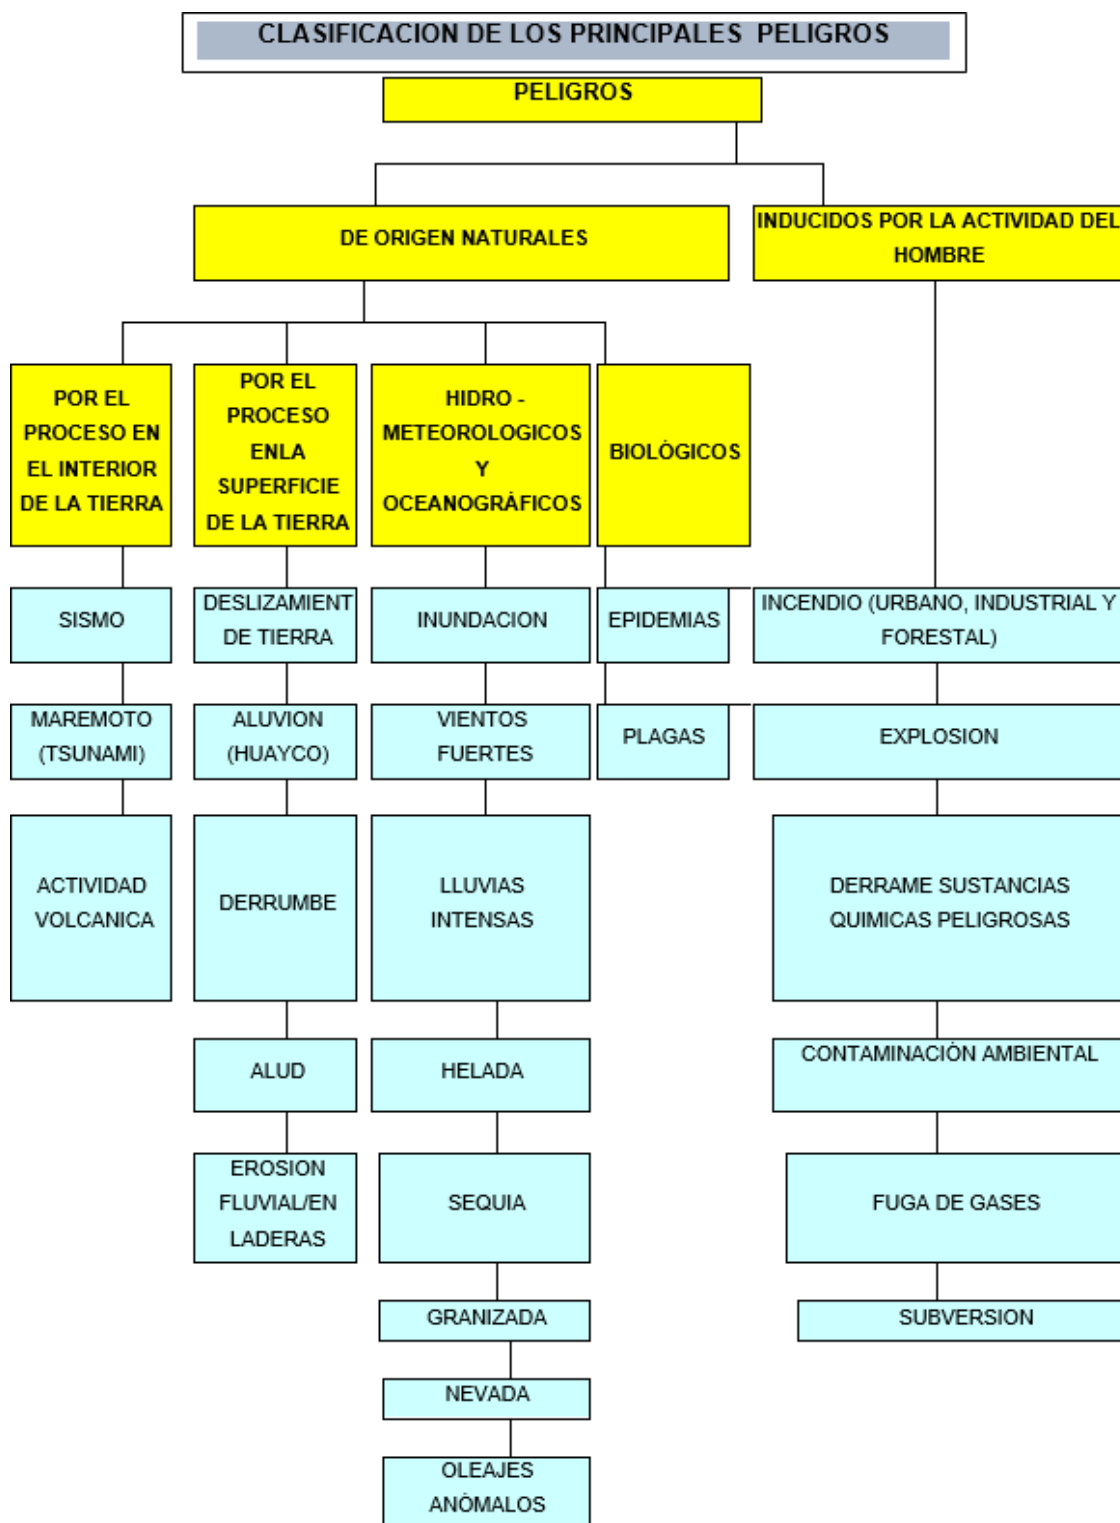 CLASIFICACION DE LOS PRINCIPALES PELIGROS
PELIGROS
DE ORIGEN NATURALES
INDUCIDOS POR LA ACTIVIDAD DEL
HOMBRE
POR EL
PROCESO EN
EL INTERIOR
DE LA TIERRA
POR EL
PROCESO
ENLA
SUPERFICIE
DE LA TIERRA
HIDRO -
METEOROLOGICOS
Y
OCEANOGRÁFICOS
BIOLÓGICOS
SISMO
DESLIZAMIENT
DE TIERRA
INUNDACION
EPIDEMIAS
INCENDIO (URBANO, INDUSTRIAL Y
FORESTAL)
MAREMOTO
(TSUNAMI)
ALUVION
(HUAYCO)
VIENTOS
FUERTES
PLAGAS
EXPLOSION
ACTIVIDAD
VOLCANICA
DERRUMBE
LLUVIAS
INTENSAS
DERRAME SUSTANCIAS
QUIMICAS PELIGROSAS
ALUD
HELADA
CONTAMINACIÓN AMBIENTAL
EROSION
FLUVIAL/EN
LADERAS
SEQUIA
FUGA DE GASES
GRANIZADA
SUBVERSION
NEVADA
OLEAJES
ANÓMALOS